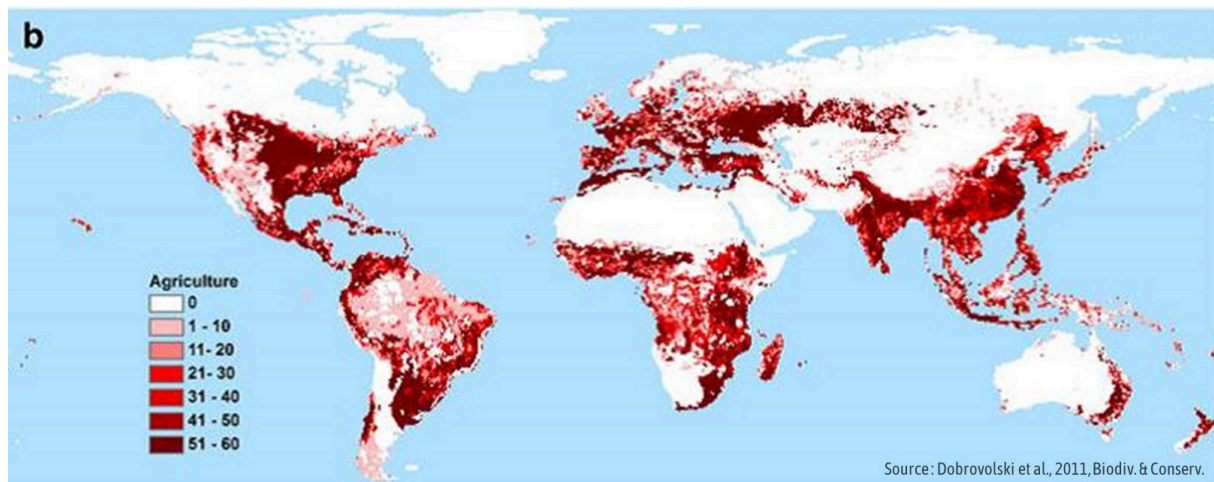 b
Agriculture
0
1 - 10
11 - 20
21 - 30
31 - 40
41 - 50
51 - 60
Source : Dobrovolski et al., 2011, Biodiv. & Conserv.